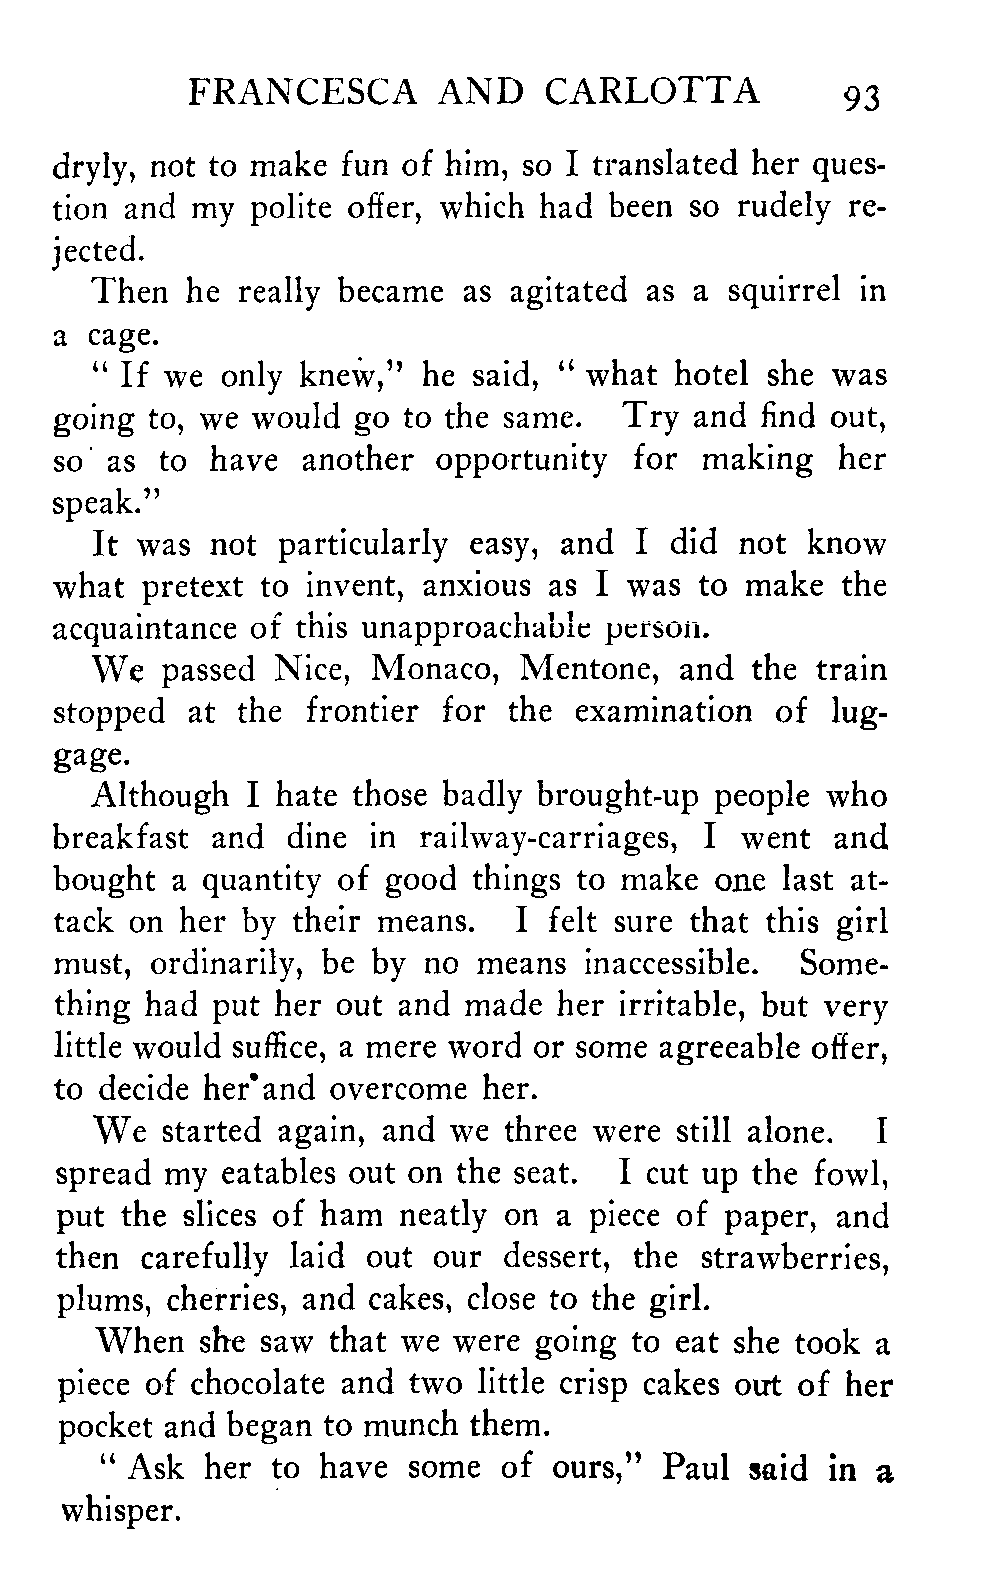 FRANCESCA AND CARLOTTA 93
dryly, not to make fun of him, so I translated her ques-
tion and my polite offer, which had been so rudely re-
jected.
Then he really became as agitated as a squirrel in
a cage.
“ If we only knew,” he said, “ what hotel she was
going to, we would go to the same. Try and find out,
so as to have another opportunity for making her
speak.”
It was not particularly easy, and I did not know
what pretext to invent, anxious as I was to make the
acquaintance of this unapproachable person.
We passed Nice, Monaco, Mentone, and the train
stopped at the frontier for the examination of lug-
gage.
Although I hate those badly brought-up people who
breakfast and dine in railway-carriages, I went and
bought a quantity of good things to make one last at-
tack on her by their means. I felt sure that this girl
must, ordinarily, be by no means inaccessible. Some-
thing had put her out and made her irritable, but very
little would suffice, a mere word or some agreeable offer,
to decide her and overcome her.
We started again, and we three were still alone. I
spread my eatables out on the seat. I cut up the fowl,
put the slices of ham neatly on a piece of paper, and
then carefully laid out our dessert, the strawberries,
plums, cherries, and cakes, close to the girl.
When she saw that we were going to eat she took a
piece of chocolate and two little crisp cakes out of her
pocket and began to munch them.
“ Ask her to have some of ours,” Paul said in a
whisper.